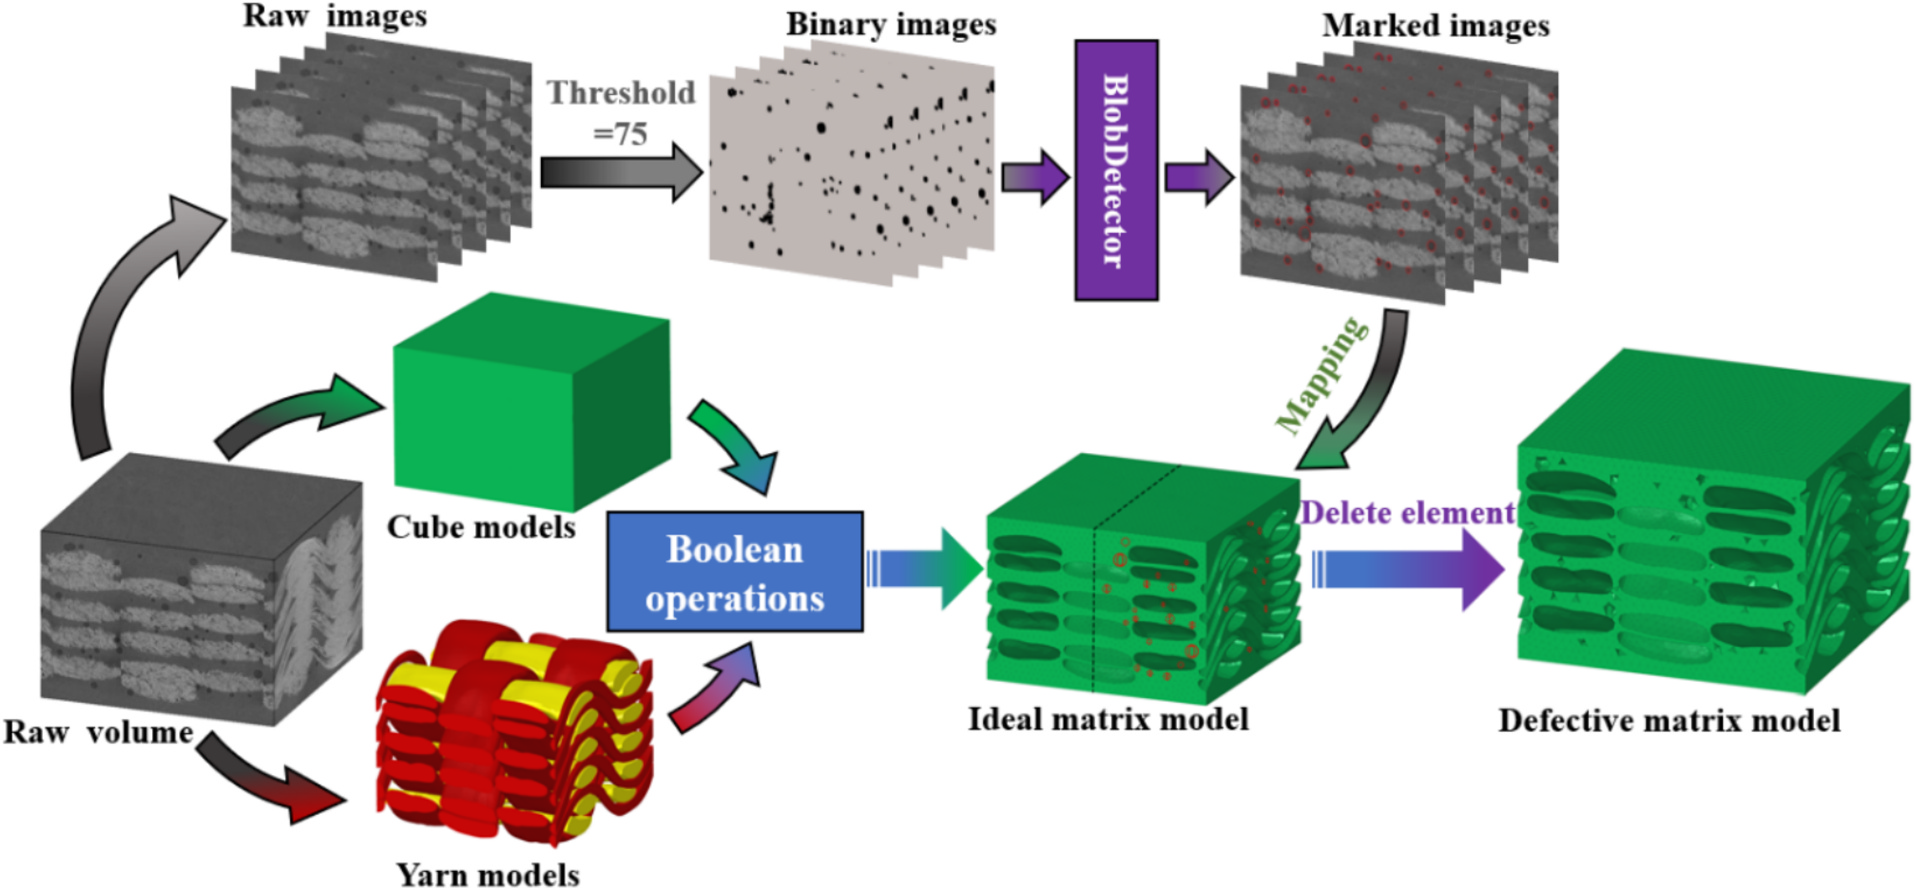 Raw images
Binary images
Marked images
Threshold
=75
BlobDetector
Mapping
Cube models
Boolean
operations
Delete element
Raw volume
Ideal matrix model
Defective matrix model
Yarn models